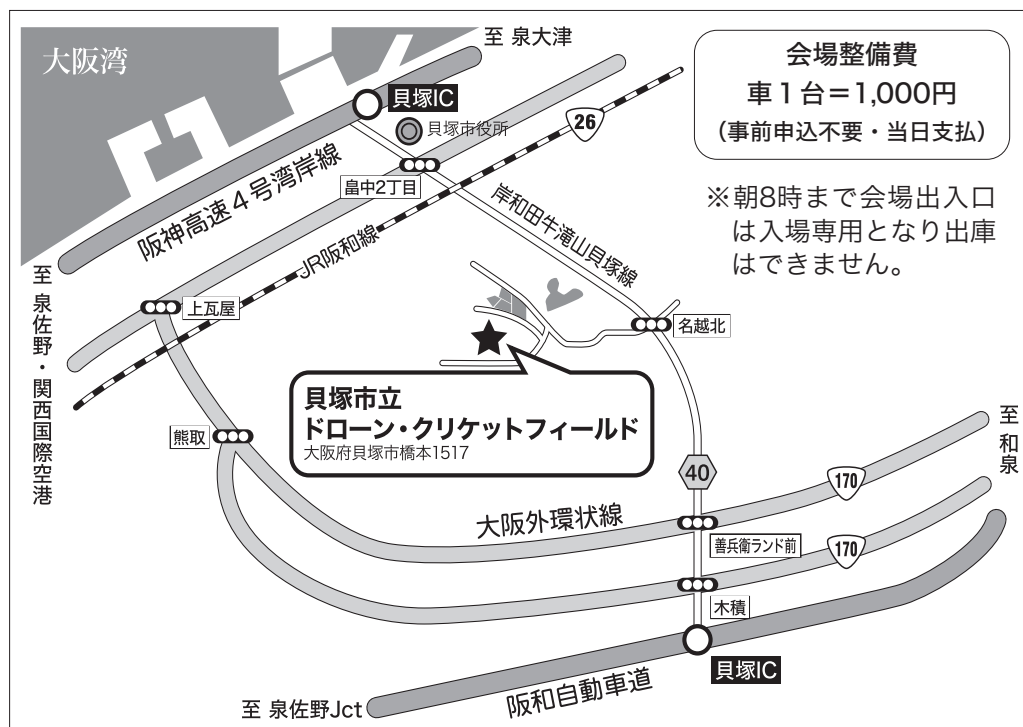 大阪湾
至 泉大津
貝塚IC
貝塚市役所
26
畠中2丁目
阪神高速4号湾岸線
JR阪和線
岸和田牛滝山貝塚線
会場整備費
車1台＝1,000円
（事前申込不要・当日支払）
※朝8時まで会場出入口
は入場専用となり出庫
はできません。
至 泉佐野・関西国際空港
上瓦屋
名越北
貝塚市立
ドローン・クリケットフィールド
大阪府貝塚市橋本1517
熊取
40
至 和泉
170
大阪外環状線
善兵衛ランド前
170
木積
貝塚IC
阪和自動車道
至 泉佐野Jct